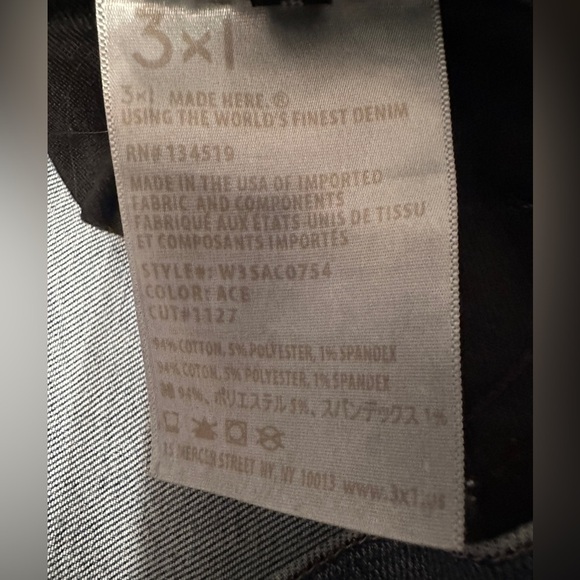 3×1
3×1 MADE HERE.®
USING THE WORLD'S FINEST DENIM
RN# 134519
MADE IN THE USA OF IMPORTED
FABRIC AND COMPONENTS
FABRIQUÉ AUX ÉTATS-UNIS DE TISSU
ET COMPOSANTS IMPORTÉS
STYLE#: W3SAC0754
COLOR: ACE
CUT#1127
94% COTTON, 5% POLYESTER, 1% SPANDEX
94% COTON, 5% POLYESTER, 1% SPANDEX
綿 94%、ポリエステル 5%、スパンデックス 1%
15 MERCER STREET NY, NY 10013 www.3x1.us